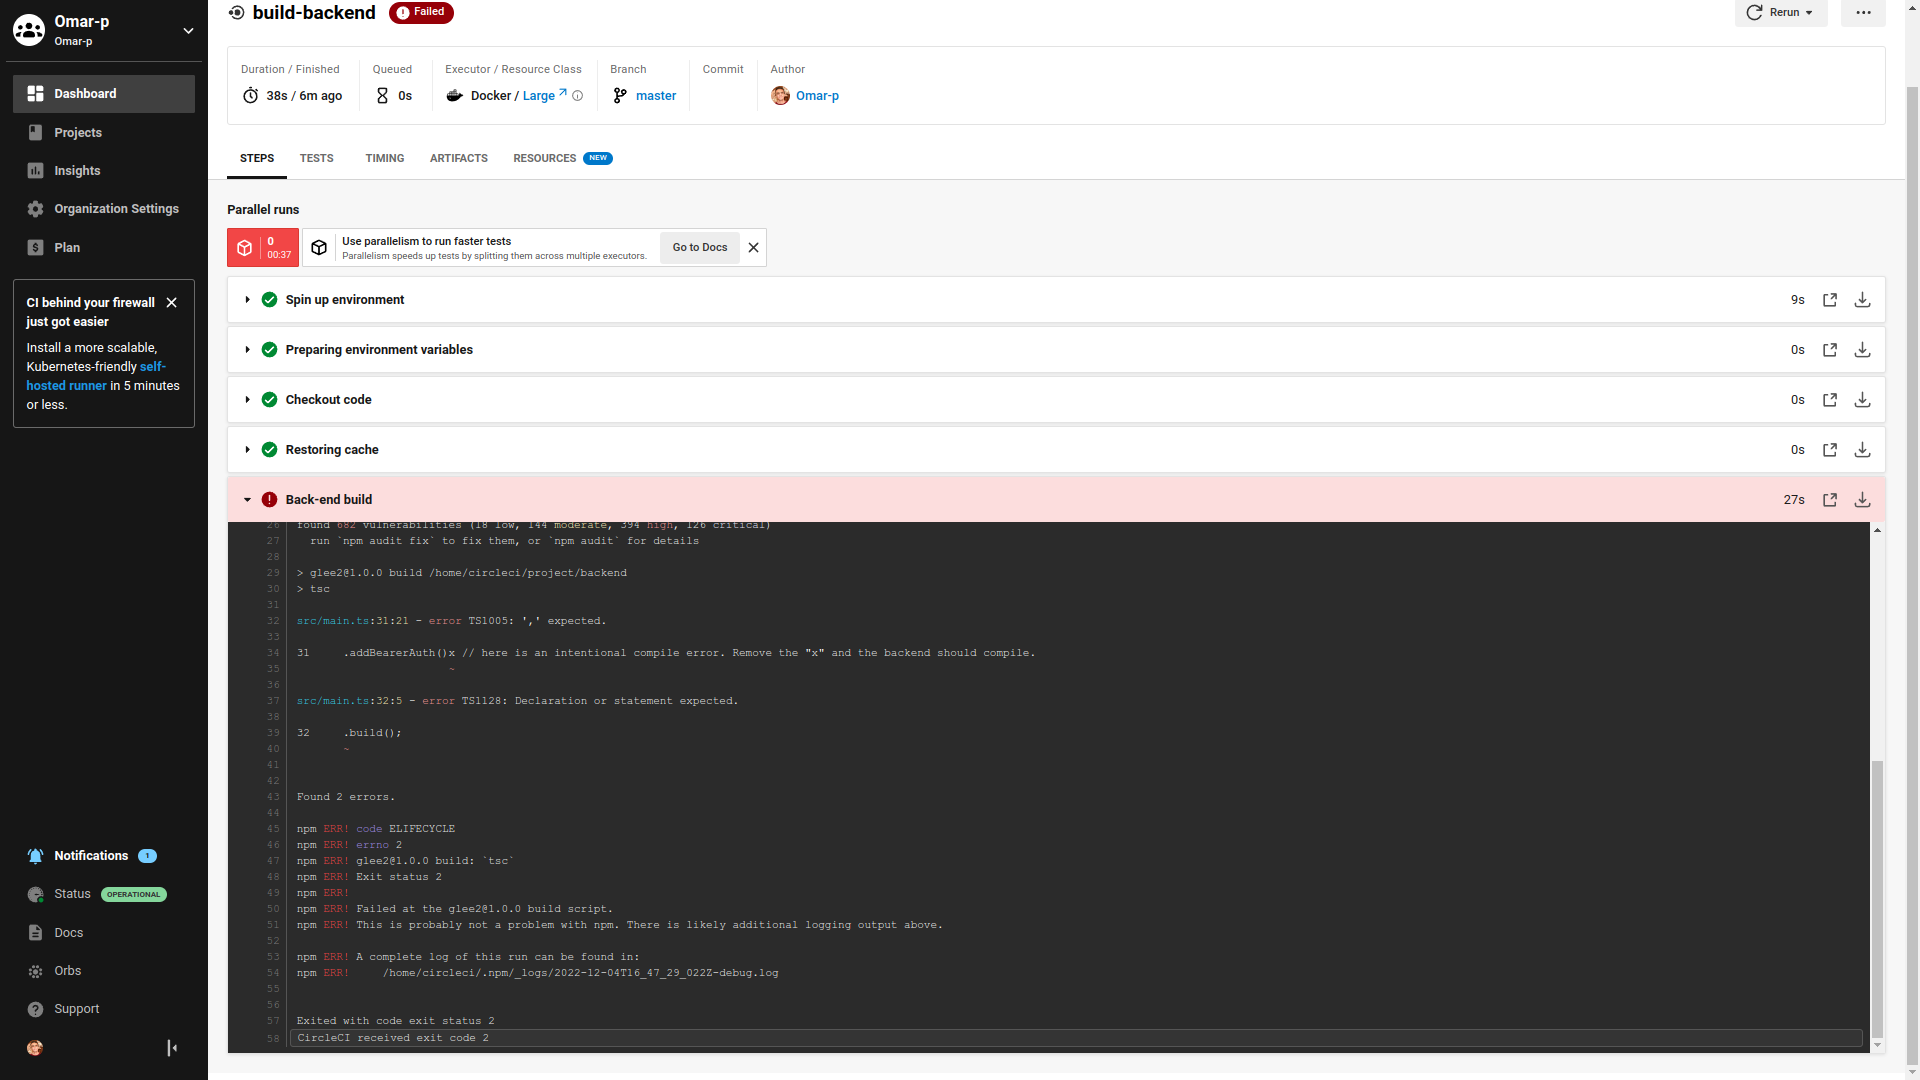 Omar-p
Omar-p
Dashboard
Projects
Insights
Organization Settings
Plan
CI behind your firewall
just got easier
Install a more scalable,
Kubernetes-friendly self-
hosted runner in 5 minutes
or less.
Notifications 1
Status OPERATIONAL
Docs
Orbs
Support
build-backend Failed
Rerun
Duration / Finished
38s / 6m ago
Queued
0s
Executor / Resource Class
Docker / Large
Branch
master
Commit
Author
Omar-p
STEPS TESTS TIMING ARTIFACTS RESOURCES NEW
Parallel runs
0
00:37
Use parallelism to run faster tests
Parallelism speeds up tests by splitting them across multiple executors.
Go to Docs
Spin up environment 9s
Preparing environment variables 0s
Checkout code 0s
Restoring cache 0s
Back-end build 27s
26 found 682 vulnerabilities (18 low, 144 moderate, 394 high, 126 critical)
27 run `npm audit fix` to fix them, or `npm audit` for details
28
29 > glee2@1.0.0 build /home/circleci/project/backend
30 > tsc
31
32 src/main.ts:31:21 - error TS1005: ',' expected.
33
34 31 .addBearerAuth()x // here is an intentional compile error. Remove the "x" and the backend should compile.
35 ~
36
37 src/main.ts:32:5 - error TS1128: Declaration or statement expected.
38
39 32 .build();
40 ~
41
42
43 Found 2 errors.
44
45 npm ERR! code ELIFECYCLE
46 npm ERR! errno 2
47 npm ERR! glee2@1.0.0 build: `tsc`
48 npm ERR! Exit status 2
49 npm ERR!
50 npm ERR! Failed at the glee2@1.0.0 build script.
51 npm ERR! This is probably not a problem with npm. There is likely additional logging output above.
52
53 npm ERR! A complete log of this run can be found in:
54 npm ERR! /home/circleci/.npm/_logs/2022-12-04T16_47_29_022Z-debug.log
55
56
57 Exited with code exit status 2
58 CircleCI received exit code 2